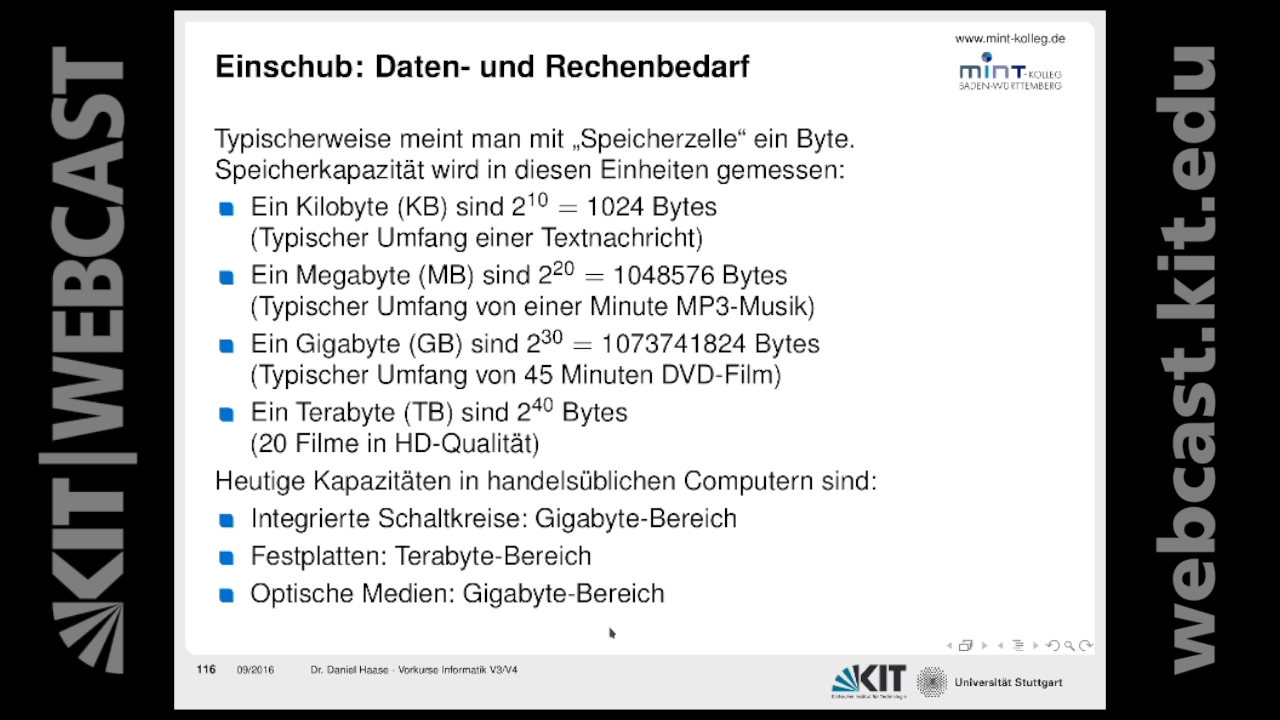 www.mint-kolleg.de
Einschub: Daten- und Rechenbedarf
mint-KOLLEG
BADEN-WÜRTTEMBERG
Typischerweise meint man mit „Speicherzelle“ ein Byte.
Speicherkapazität wird in diesen Einheiten gemessen:
Ein Kilobyte (KB) sind 2^10 = 1024 Bytes
(Typischer Umfang einer Textnachricht)
Ein Megabyte (MB) sind 2^20 = 1048576 Bytes
(Typischer Umfang von einer Minute MP3-Musik)
Ein Gigabyte (GB) sind 2^30 = 1073741824 Bytes
(Typischer Umfang von 45 Minuten DVD-Film)
Ein Terabyte (TB) sind 2^40 Bytes
(20 Filme in HD-Qualität)
Heutige Kapazitäten in handelsüblichen Computern sind:
Integrierte Schaltkreise: Gigabyte-Bereich
Festplatten: Terabyte-Bereich
Optische Medien: Gigabyte-Bereich
116 09/2016 Dr. Daniel Haase - Vorkurse Informatik V3/V4
KIT
Universität Stuttgart
KIT|WEBCAST
webcast.kit.edu